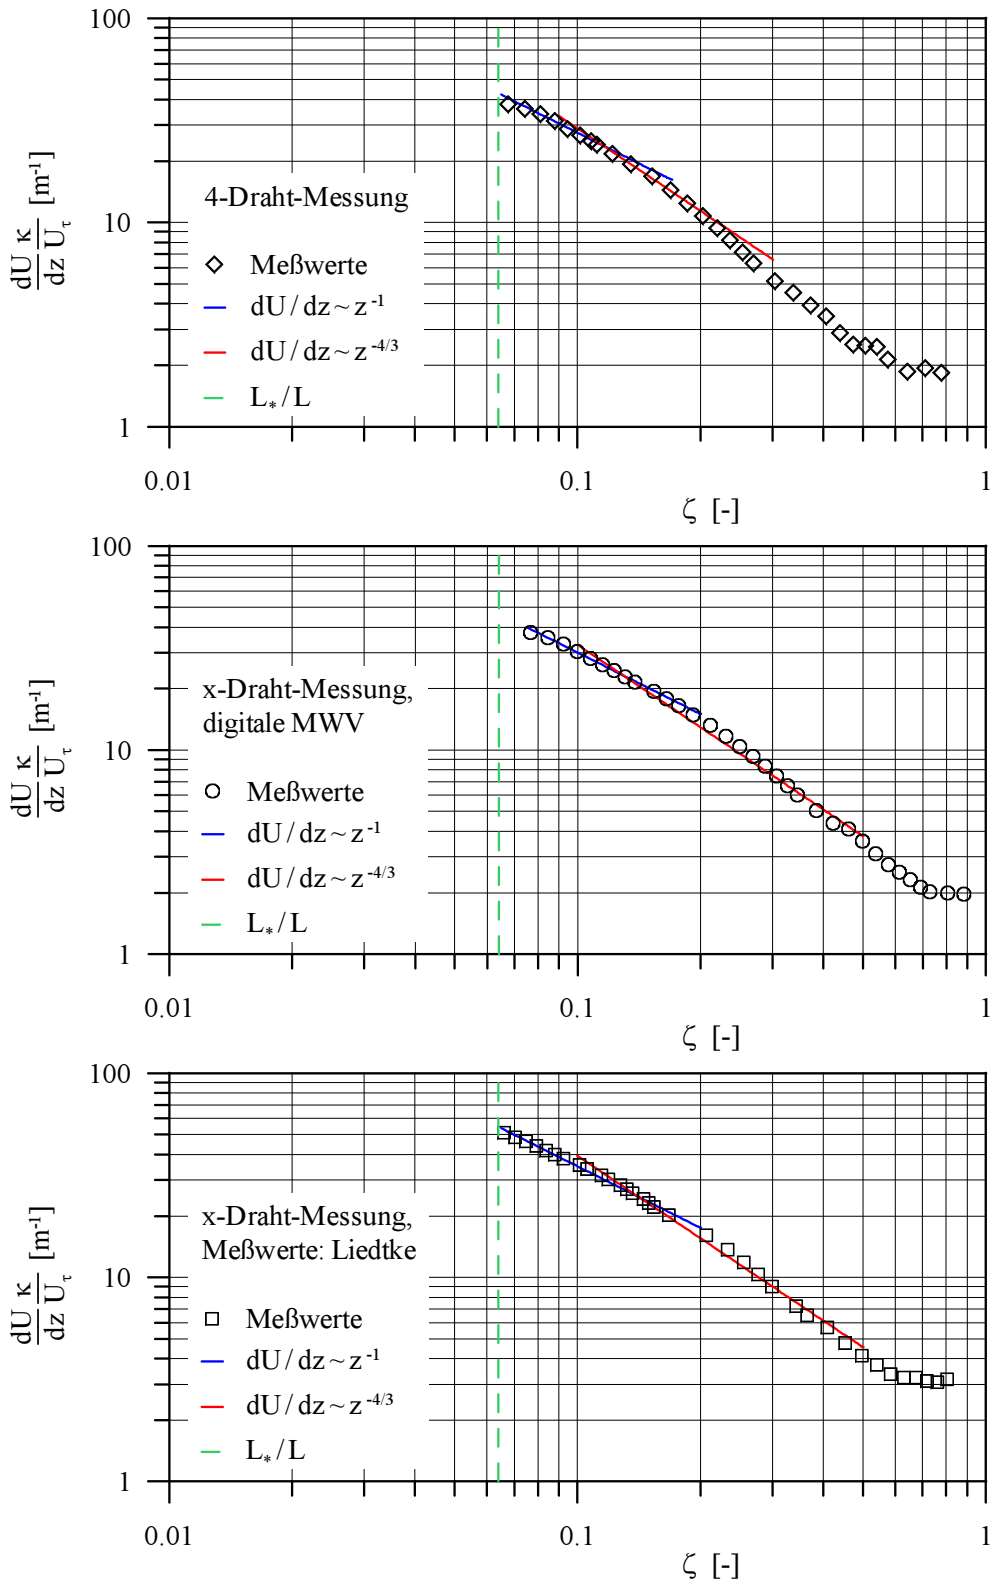 100
10
1
dU κ
dz U_τ [m⁻¹]
4-Draht-Messung
Meßwerte
dU/dz~z⁻¹
dU/dz~z^-4/3
L_*/L
0.01 0.1 1
ζ [-]
100
10
1
dU κ
dz U_τ [m⁻¹]
x-Draht-Messung,
digitale MWV
Meßwerte
dU/dz~z⁻¹
dU/dz~z^-4/3
L_*/L
0.01 0.1 1
ζ [-]
100
10
1
dU κ
dz U_τ [m⁻¹]
x-Draht-Messung,
Meßwerte: Liedtke
Meßwerte
dU/dz~z⁻¹
dU/dz~z^-4/3
L_*/L
0.01 0.1 1
ζ [-]